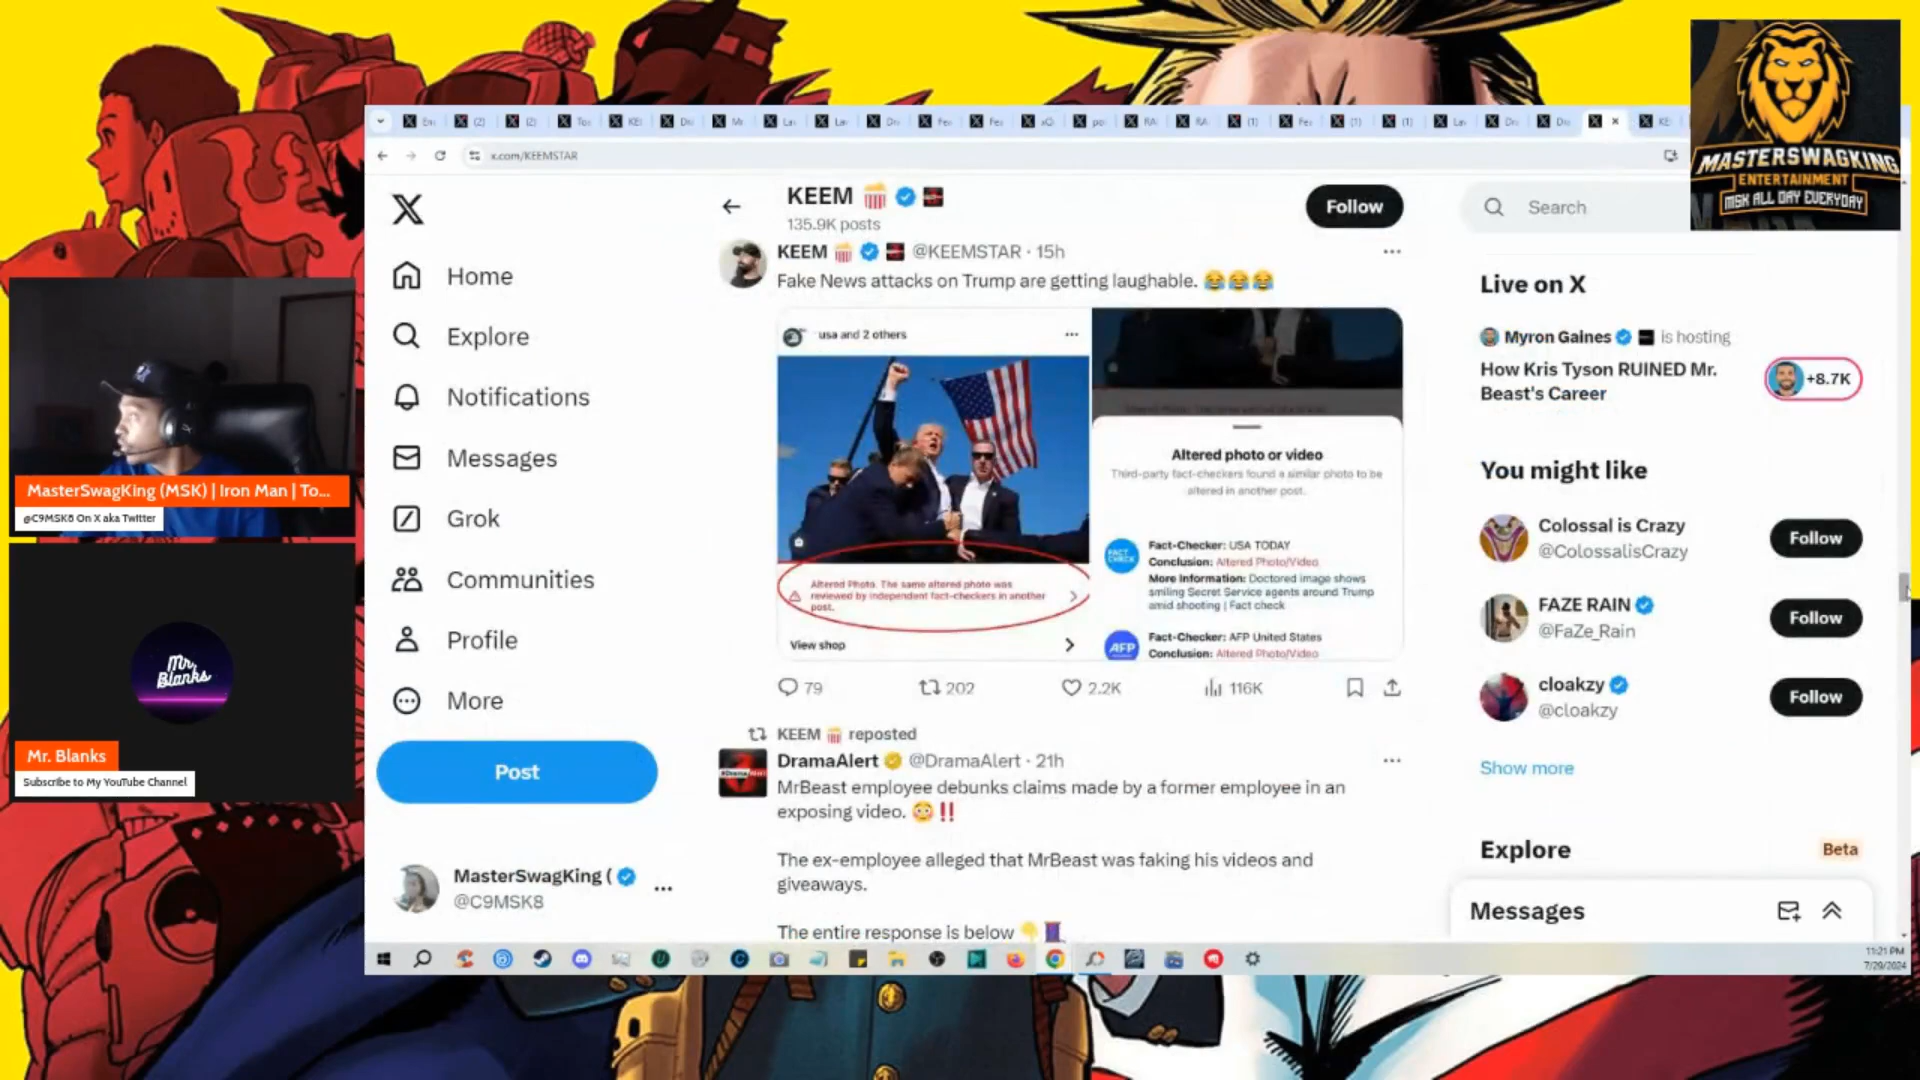 (2)
(2)
KEI
(1)
(1)
(1)
x.com/KEEMSTAR
MASTERSWAGKING
ENTERTAINMENT
MSK ALL DAY EVERYDAY
KEEM
135.9K posts
Follow
Search
Home
Explore
Notifications
Messages
Grok
Communities
Profile
More
Post
MasterSwagKing (
@C9MSK8
KEEM @KEEMSTAR · 15h
Fake News attacks on Trump are getting laughable. 😂😂😂
usa and 2 others
Altered Photo. The same altered photo was
reviewed by independent fact-checkers in another
post.
View shop
Altered photo or video
Third-party fact-checkers found a similar photo to be
altered in another post.
FACT CHECK
Fact-Checker: USA TODAY
Conclusion: Altered Photo/Video
More Information: Doctored image shows
smiling Secret Service agents around Trump
amid shooting | Fact check
AFP
Fact-Checker: AFP United States
Conclusion: Altered Photo/Video
79
202
2.2K
116K
KEEM 🍿 reposted
DramaAlert @DramaAlert · 21h
MrBeast employee debunks claims made by a former employee in an
exposing video. 😳‼️
The ex-employee alleged that MrBeast was faking his videos and
giveaways.
The entire response is below 👇🧵
Live on X
Myron Gaines is hosting
How Kris Tyson RUINED Mr.
Beast's Career
+8.7K
You might like
Colossal is Crazy
@ColossalisCrazy
Follow
FAZE RAIN
@FaZe_Rain
Follow
cloakzy
@cloakzy
Follow
Show more
Explore
Beta
Messages
11:21 PM
7/29/2024
MasterSwagKing (MSK) | Iron Man | To...
@C9MSK8 On X aka Twitter
Mr. Blanks
Mr. Blanks
Subscribe to My YouTube Channel